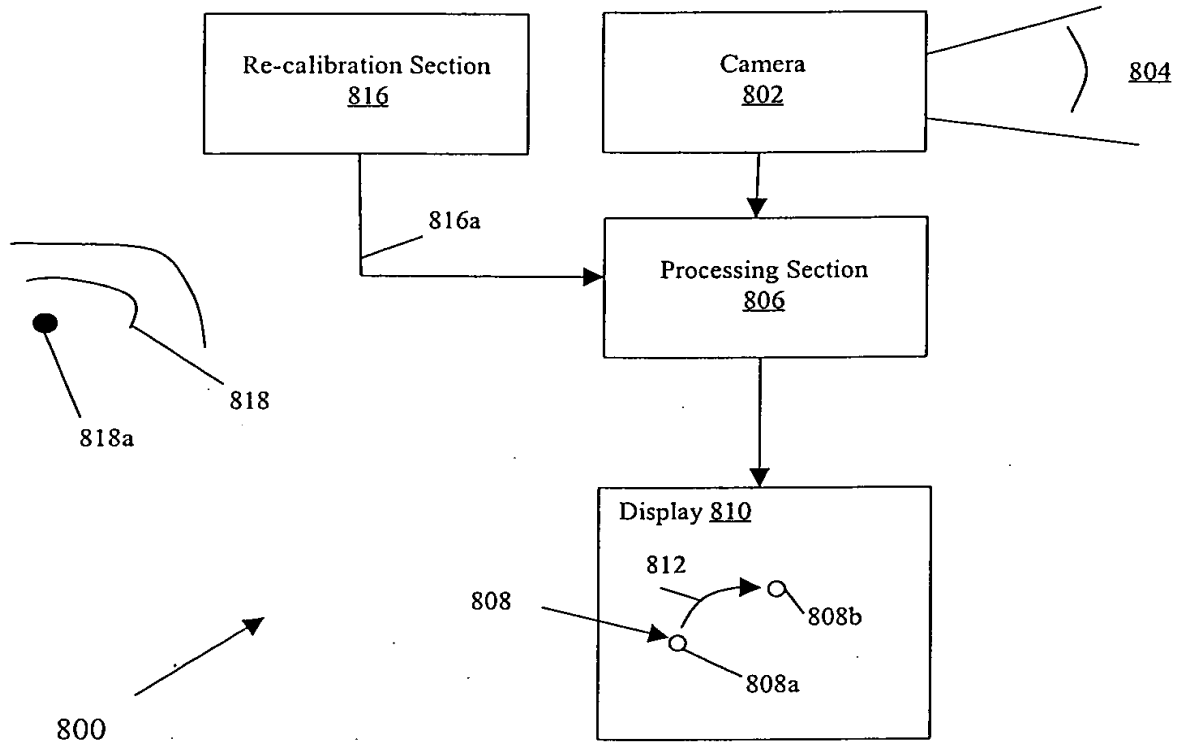 Re-calibration Section
816
Camera
802
804
816a
Processing Section
806
818
818a
Display 810
812
808
808b
808a
800